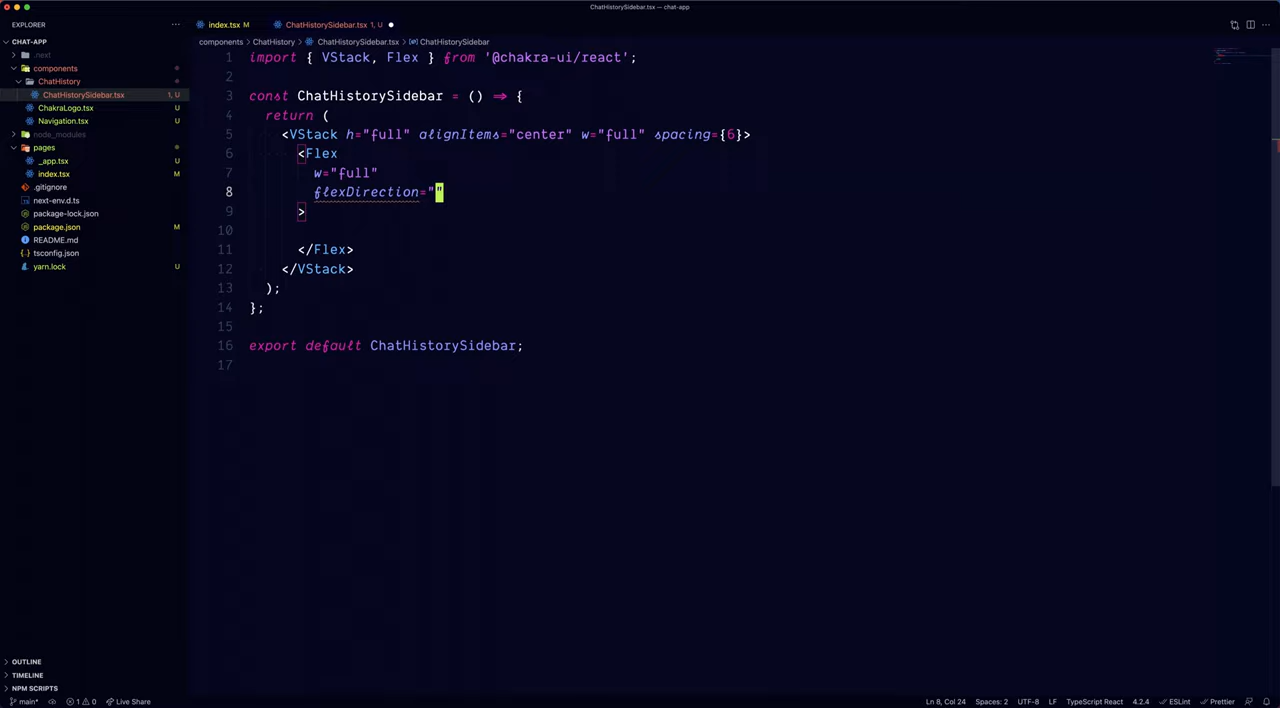 ChatHistorySidebar.tsx — chat-app
EXPLORER
index.tsx M
ChatHistorySidebar.tsx 1, U
CHAT-APP
.next
components
ChatHistory
ChatHistorySidebar.tsx 1, U
ChakraLogo.tsx U
Navigation.tsx U
node_modules
pages
_app.tsx U
index.tsx M
.gitignore
next-env.d.ts
package-lock.json
package.json M
README.md
tsconfig.json
yarn.lock U
OUTLINE
TIMELINE
NPM SCRIPTS
components > ChatHistory > ChatHistorySidebar.tsx > ChatHistorySidebar
1 import { VStack, Flex } from '@chakra-ui/react';
2
3 const ChatHistorySidebar = () => {
4 return (
5 <VStack h="full" alignItems="center" w="full" spacing={6}>
6 <Flex
7 w="full"
8 flexDirection=""
9 >
10
11 </Flex>
12 </VStack>
13 );
14 };
15
16 export default ChatHistorySidebar;
17
main* 1 0 Live Share
Ln 8, Col 24 Spaces: 2 UTF-8 LF TypeScript React 4.2.4 ESLint Prettier